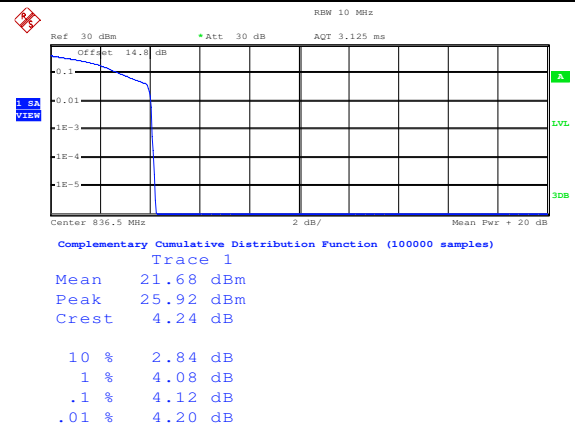 RBW 10 MHz
Ref 30 dBm *Att 30 dB AQT 3.125 ms
Offset 14.8 dB
0.1
A
0.01
1 SA
VIEW
1E-3
LVL
1E-4
1E-5
3DB
Center 836.5 MHz 2 dB/ Mean Pwr + 20 dB
Complementary Cumulative Distribution Function (100000 samples)
Trace 1
Mean 21.68 dBm
Peak 25.92 dBm
Crest 4.24 dB
10 % 2.84 dB
1 % 4.08 dB
.1 % 4.12 dB
.01 % 4.20 dB